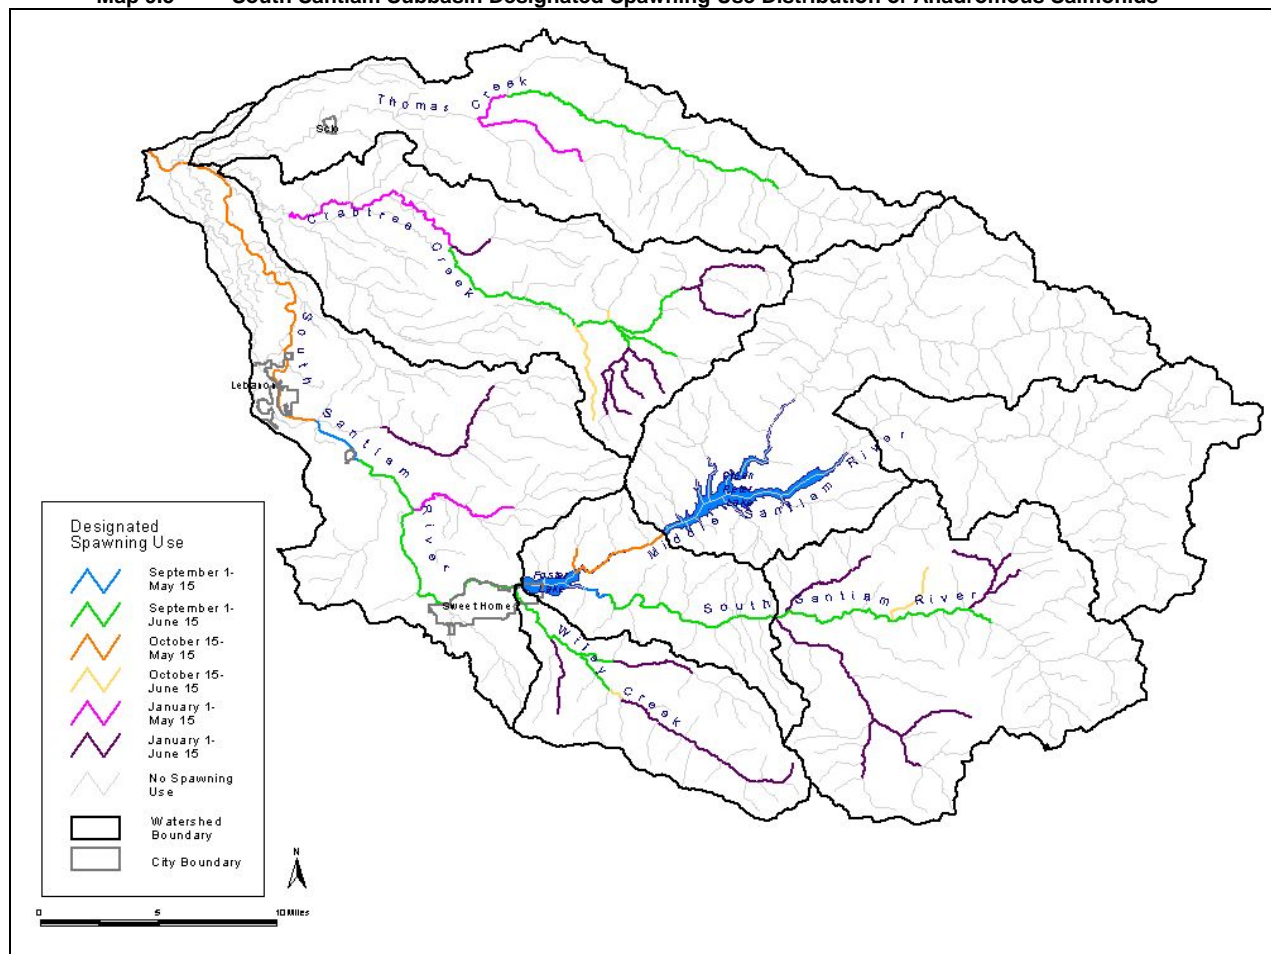 South Santiam Subbasin Designated Spawning Use Distribution of Anadromous Salmonids
Thomas Creek
Scio
Crabtree Creek
South Santiam River
Lebanon
Middle Santiam River
Foster
Lake
South Santiam River
Sweet Home
Wiley Creek
Designated
Spawning Use
September 1-
May 15
September 1-
June 15
October 15-
May 15
October 15-
June 15
January 1-
May 15
January 1-
June 15
No Spawning
Use
Watershed
Boundary
City Boundary
N
0 5 10 Miles